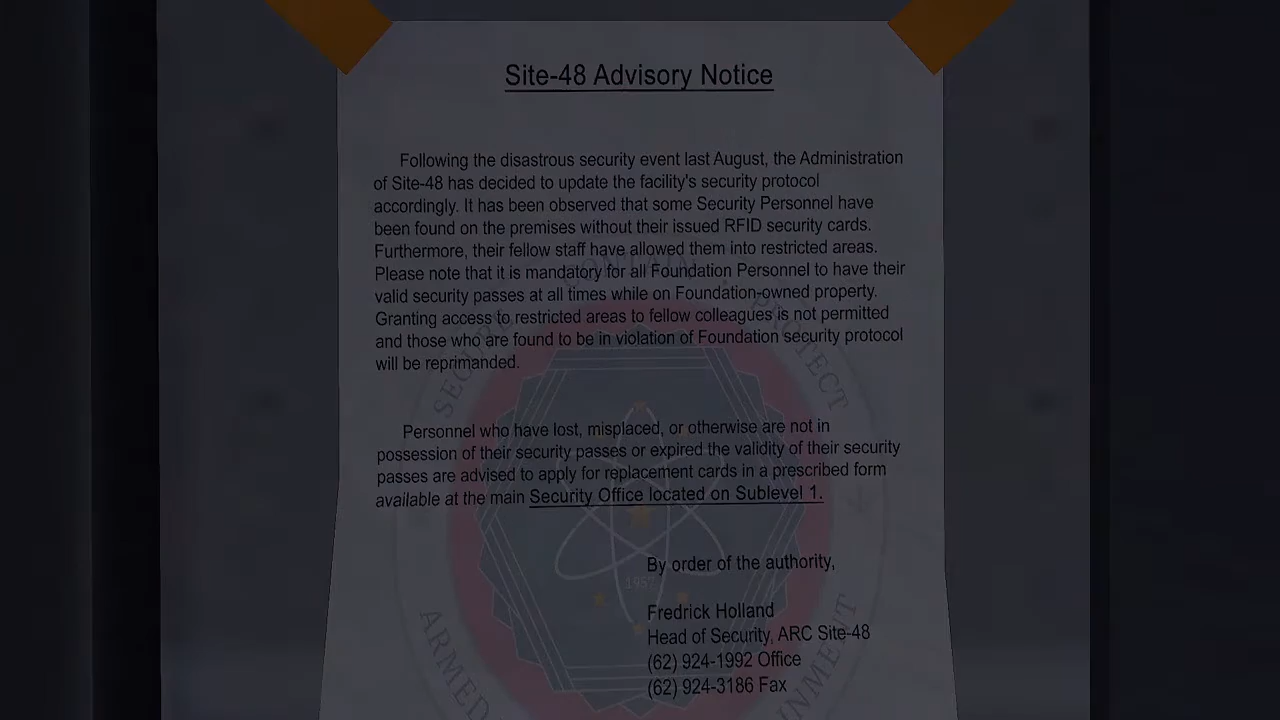 Site-48 Advisory Notice
Following the disastrous security event last August, the Administration
of Site-48 has decided to update the facility's security protocol
accordingly. It has been observed that some Security Personnel have
been found on the premises without their issued RFID security cards.
Furthermore, their fellow staff have allowed them into restricted areas.
Please note that it is mandatory for all Foundation Personnel to have their
valid security passes at all times while on Foundation-owned property.
Granting access to restricted areas to fellow colleagues is not permitted
and those who are found to be in violation of Foundation security protocol
will be reprimanded.
Personnel who have lost, misplaced, or otherwise are not in
possession of their security passes or expired the validity of their security
passes are advised to apply for replacement cards in a prescribed form
available at the main Security Office located on Sublevel 1.
By order of the authority,
Fredrick Holland
Head of Security, ARC Site-48
(62) 924-1992 Office
(62) 924-3186 Fax
SECURE CONTAIN PROTECT
1957
ARMED